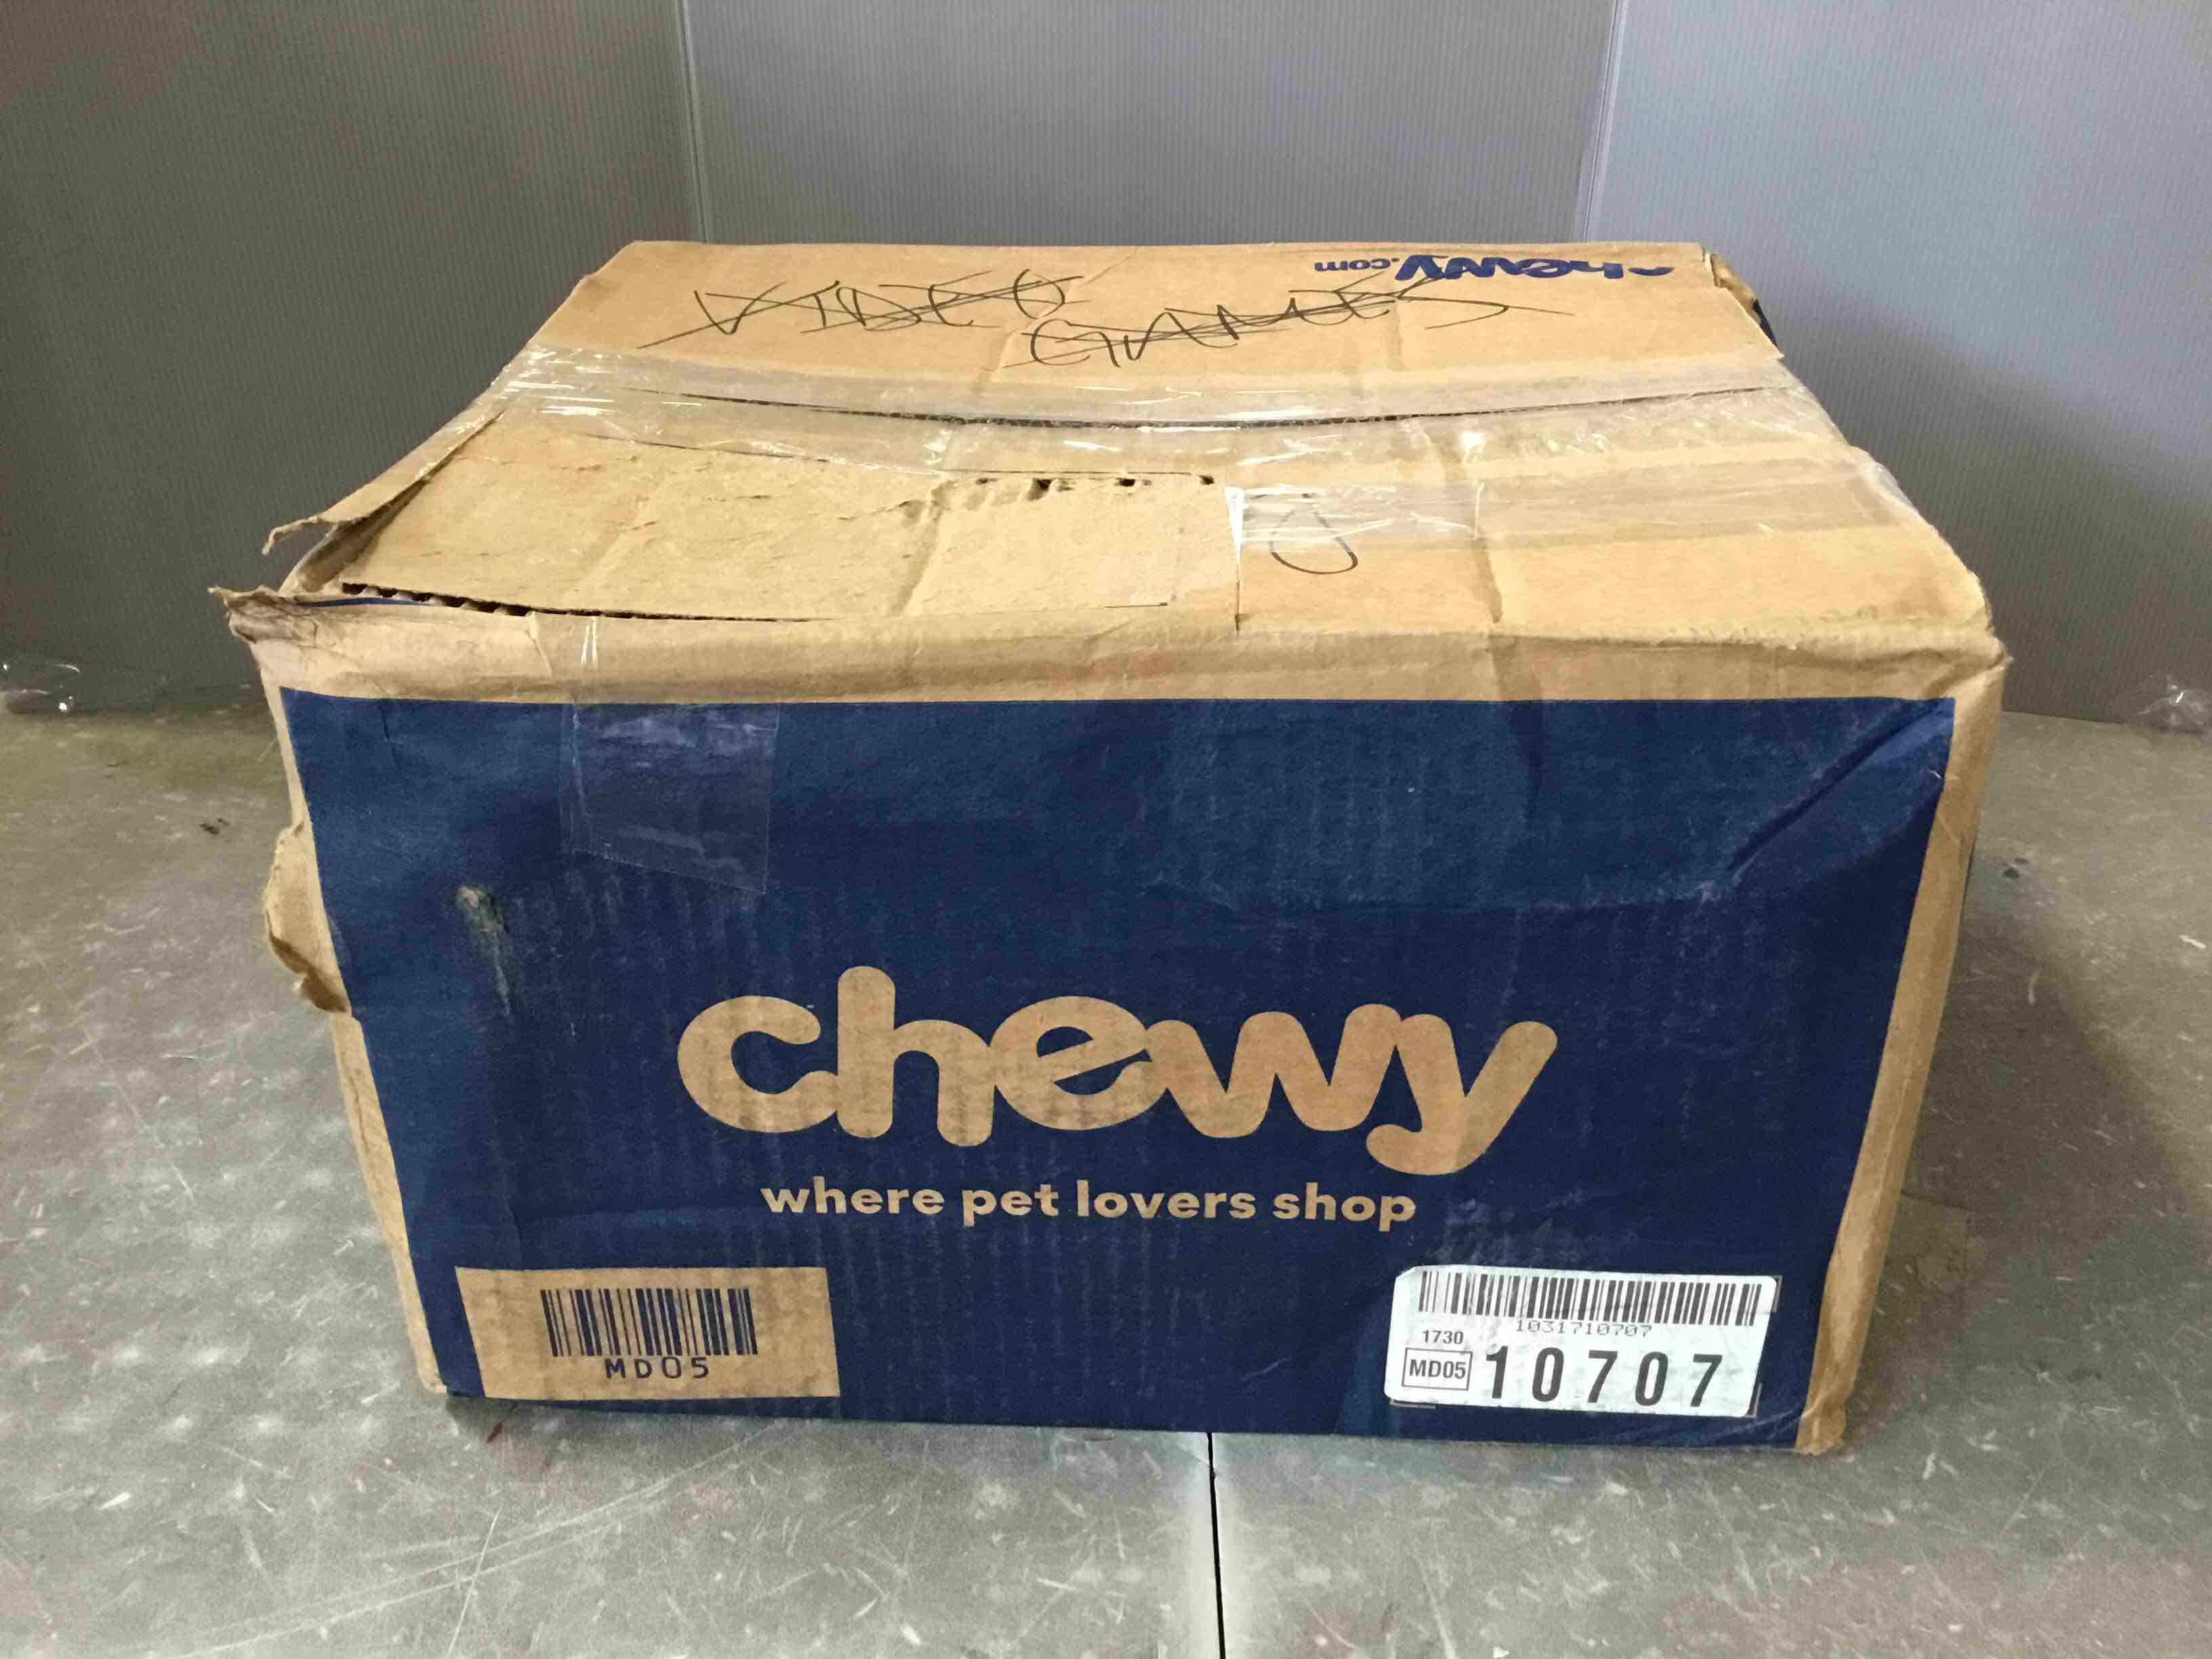 chewy.com
VIDEO
GAMES
chewy
where pet lovers shop
MD05
1031710707
1730
MD05 10707